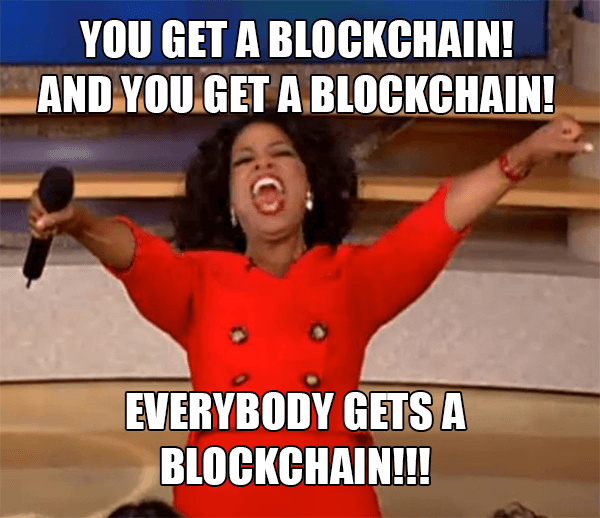 YOU GET A BLOCKCHAIN!
AND YOU GET A BLOCKCHAIN!
EVERYBODY GETS A
BLOCKCHAIN!!!